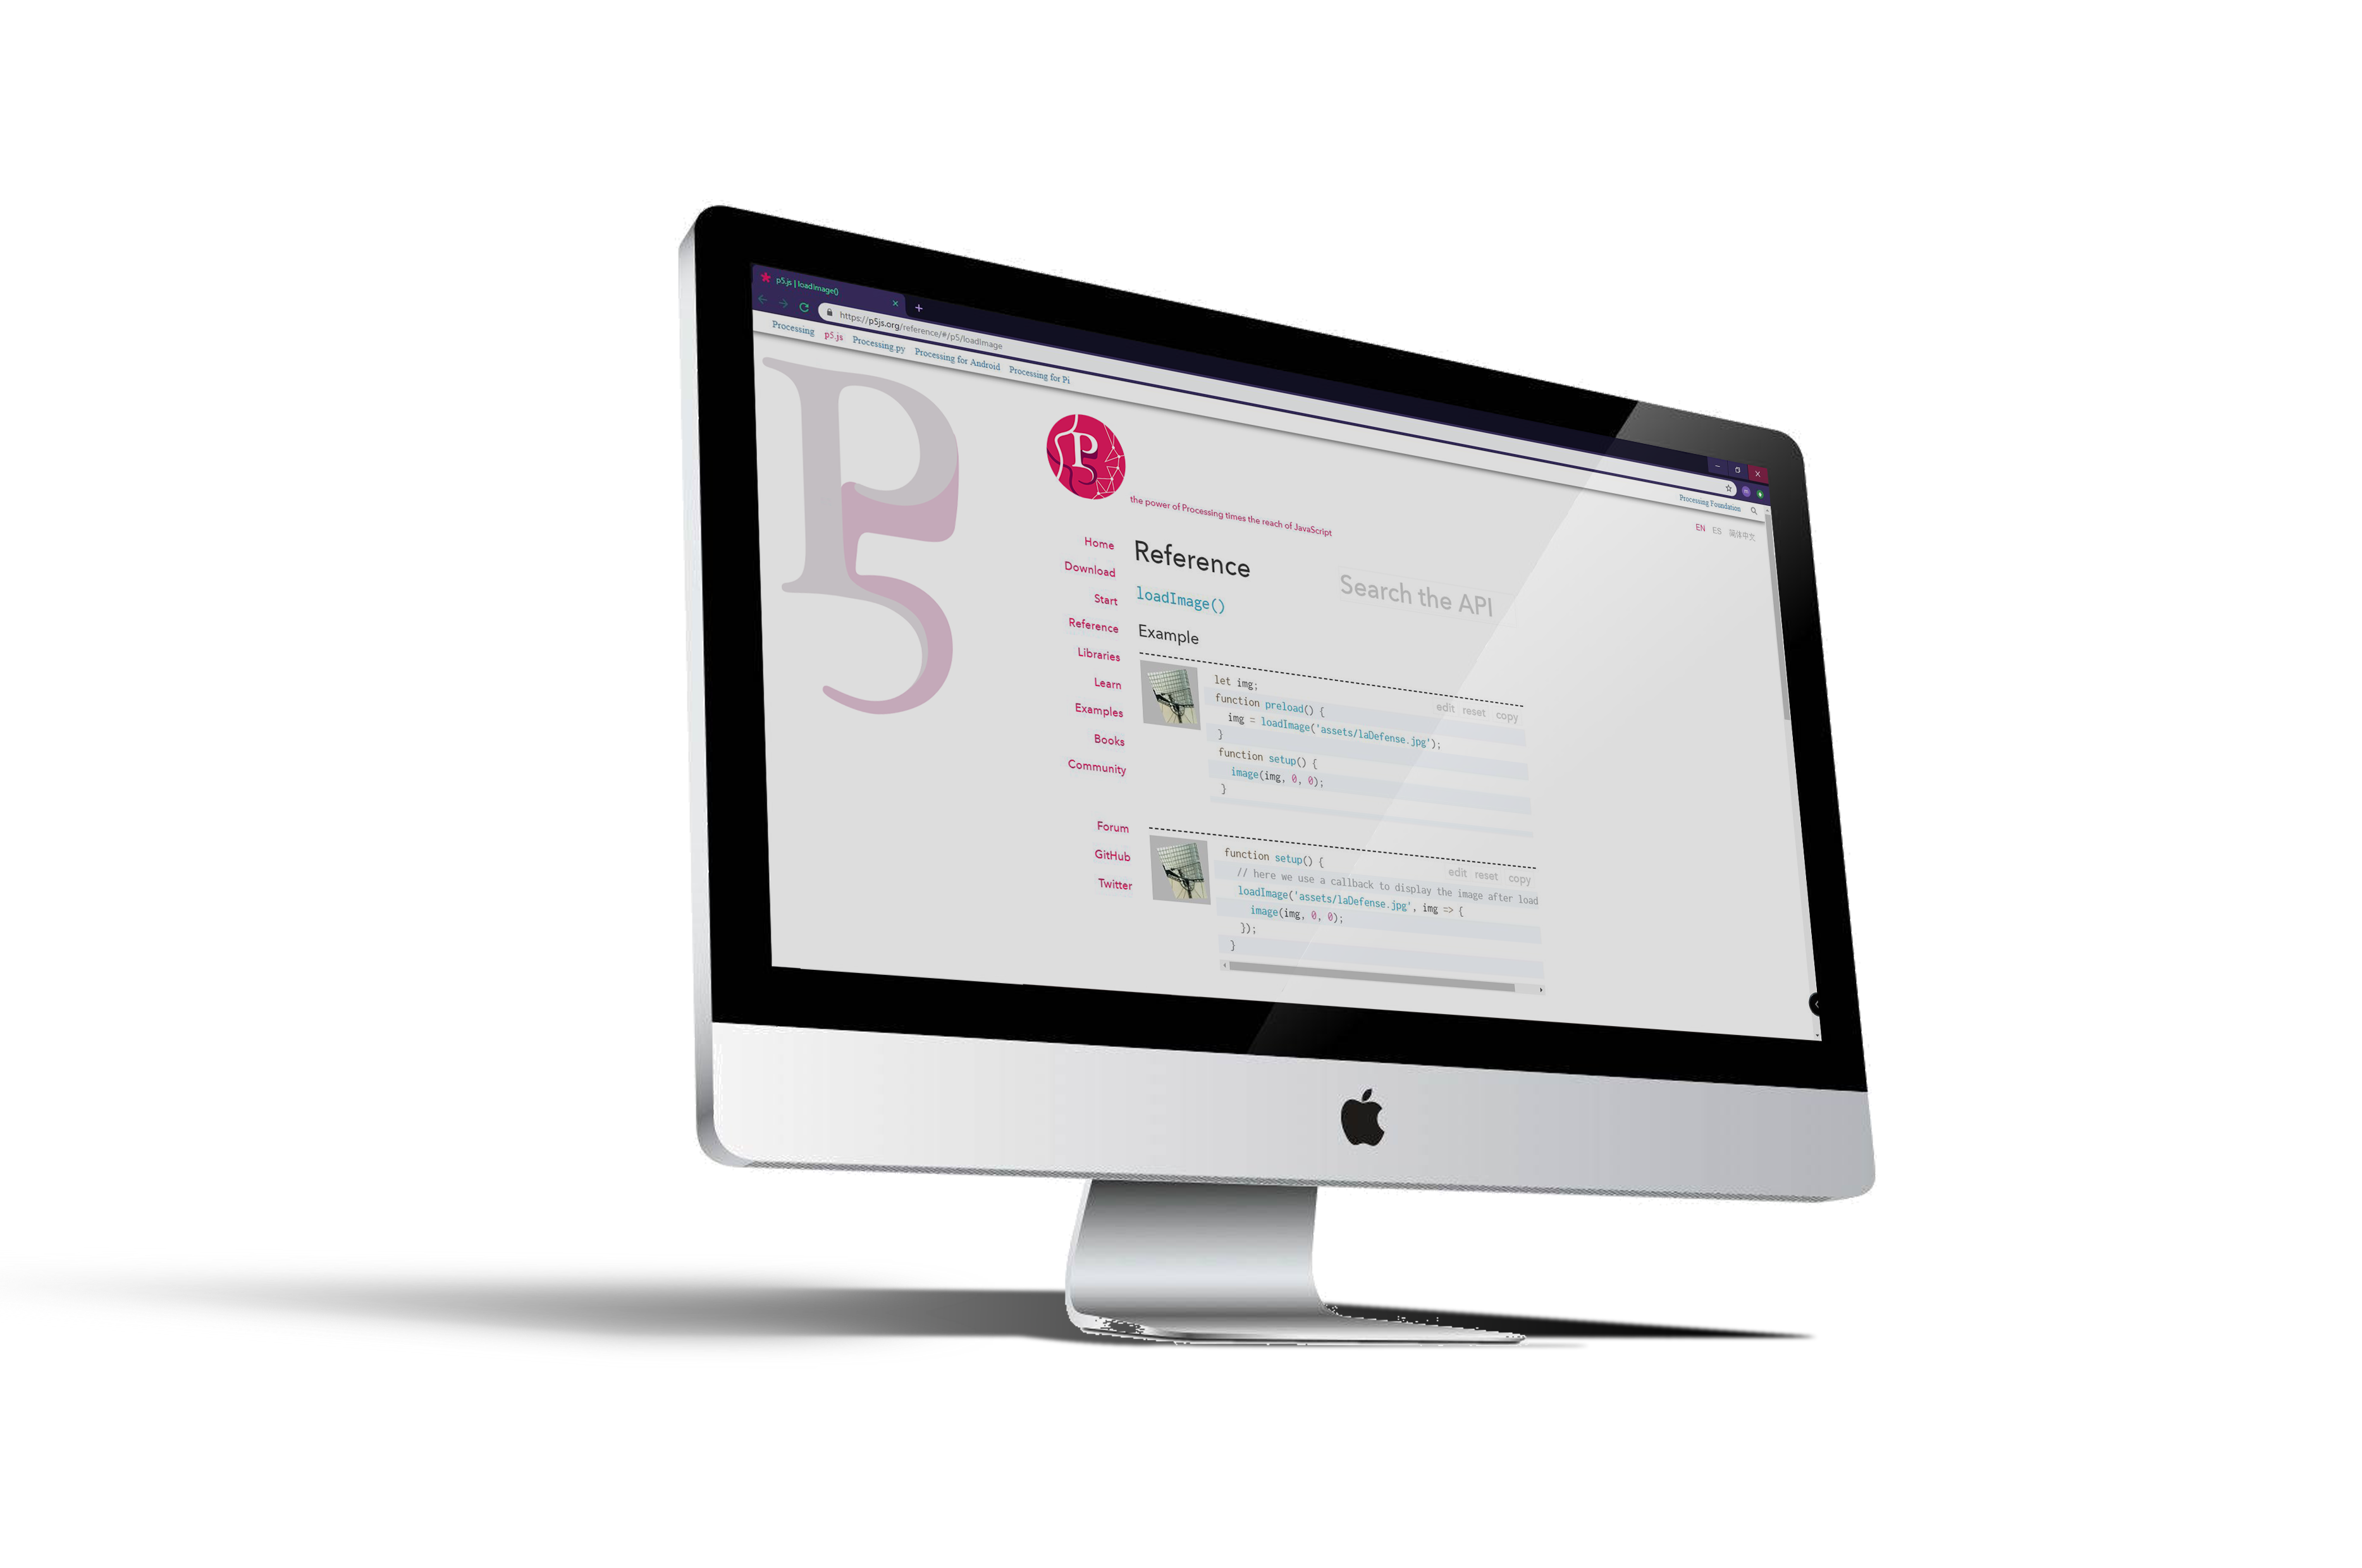 p5.js | loadImage()
https://p5js.org/reference/#/p5/loadImage
Processing p5.js Processing.py Processing for Android Processing for Pi Processing Foundation
EN ES 简体中文
P5
the power of Processing times the reach of JavaScript
Home
Download
Start
Reference
Libraries
Learn
Examples
Books
Community
Forum
GitHub
Twitter
Reference
Search the API
loadImage()
Example
edit reset copy
let img;
function preload() {
img = loadImage('assets/laDefense.jpg');
}
function setup() {
image(img, 0, 0);
}
edit reset copy
function setup() {
// here we use a callback to display the image after load
loadImage('assets/laDefense.jpg', img => {
image(img, 0, 0);
});
}